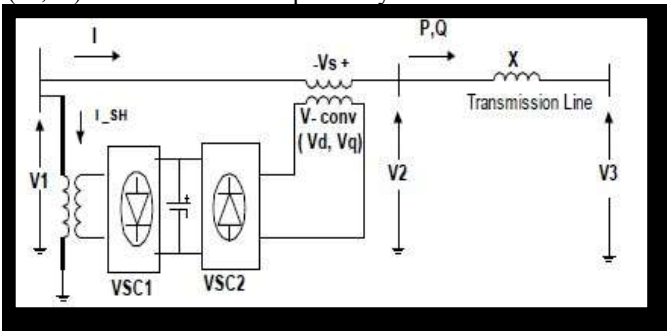 I
P,Q
-Vs +
X
Transmission Line
I_SH
V- conv
( Vd, Vq)
V1
V2
V3
VSC1
VSC2